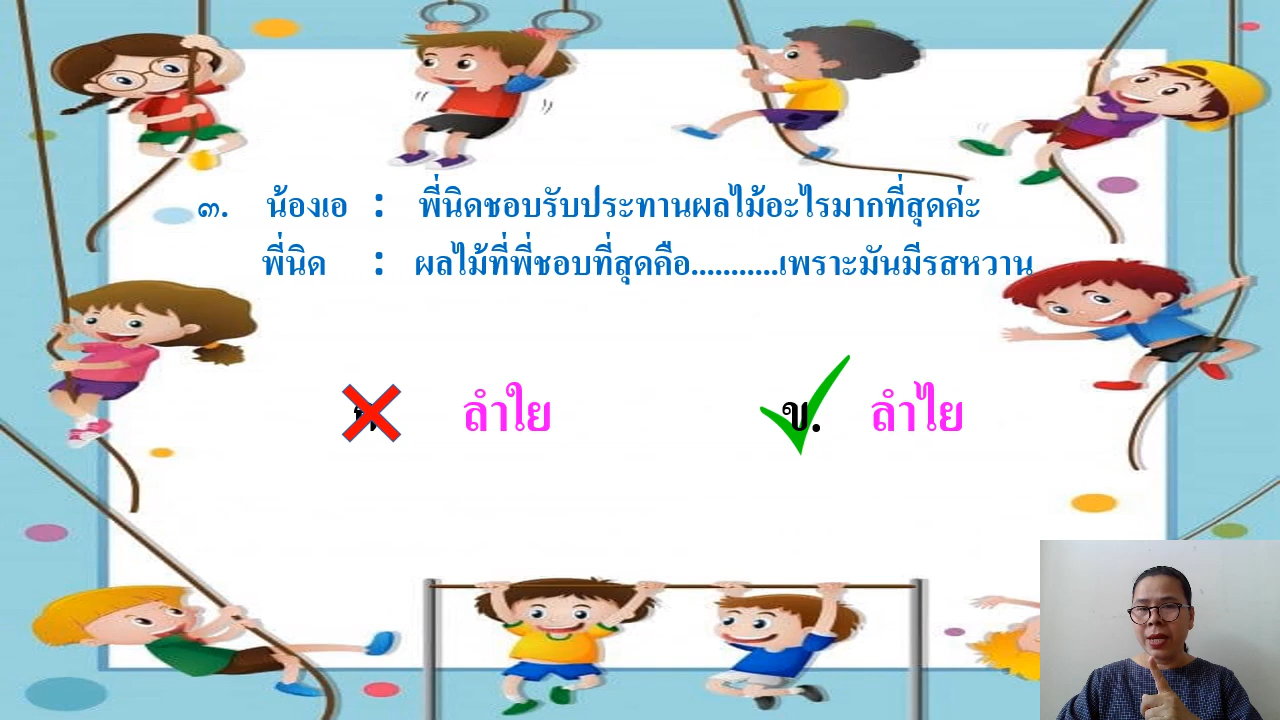 ๓. น้องเอ : พี่นิดชอบรับประทานผลไม้อะไรมากที่สุดค่ะ
พี่นิด : ผลไม้ที่พี่ชอบที่สุดคือ...........เพราะมันมีรสหวาน
ลำใย ข. ลำไย